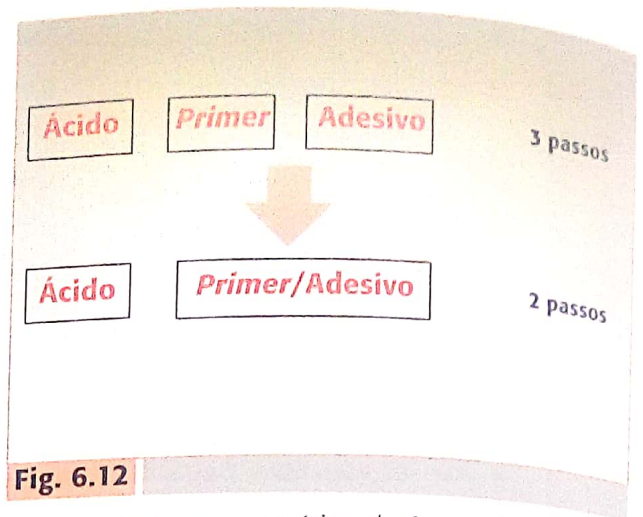 Ácido Primer Adesivo 3 passos
Ácido Primer/Adesivo 2 passos
Fig. 6.12